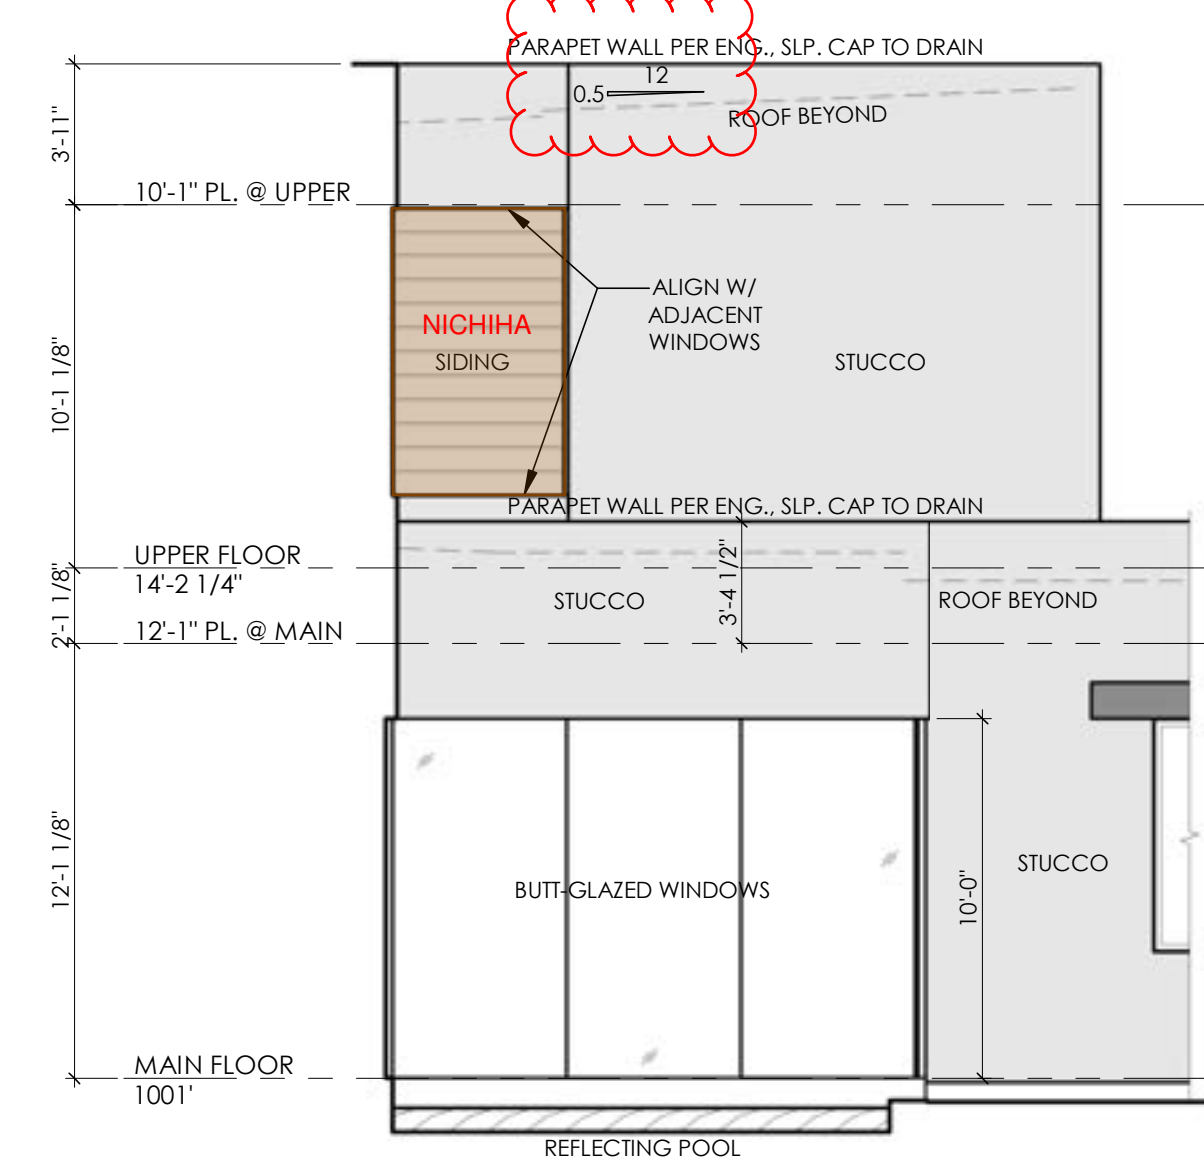 PARAPET WALL PER ENG., SLP. CAP TO DRAIN
12
0.5
ROOF BEYOND
3'-11"
10'-1" PL. @ UPPER
ALIGN W/
ADJACENT
WINDOWS
NICHIHA
SIDING
STUCCO
10'-1 1/8"
PARAPET WALL PER ENG., SLP. CAP TO DRAIN
UPPER FLOOR
14'-2 1/4"
2'-1 1/8"
12'-1" PL. @ MAIN
STUCCO
3'-4 1/2"
ROOF BEYOND
12'-1 1/8"
BUTT-GLAZED WINDOWS
10'-0"
STUCCO
MAIN FLOOR
1001'
REFLECTING POOL